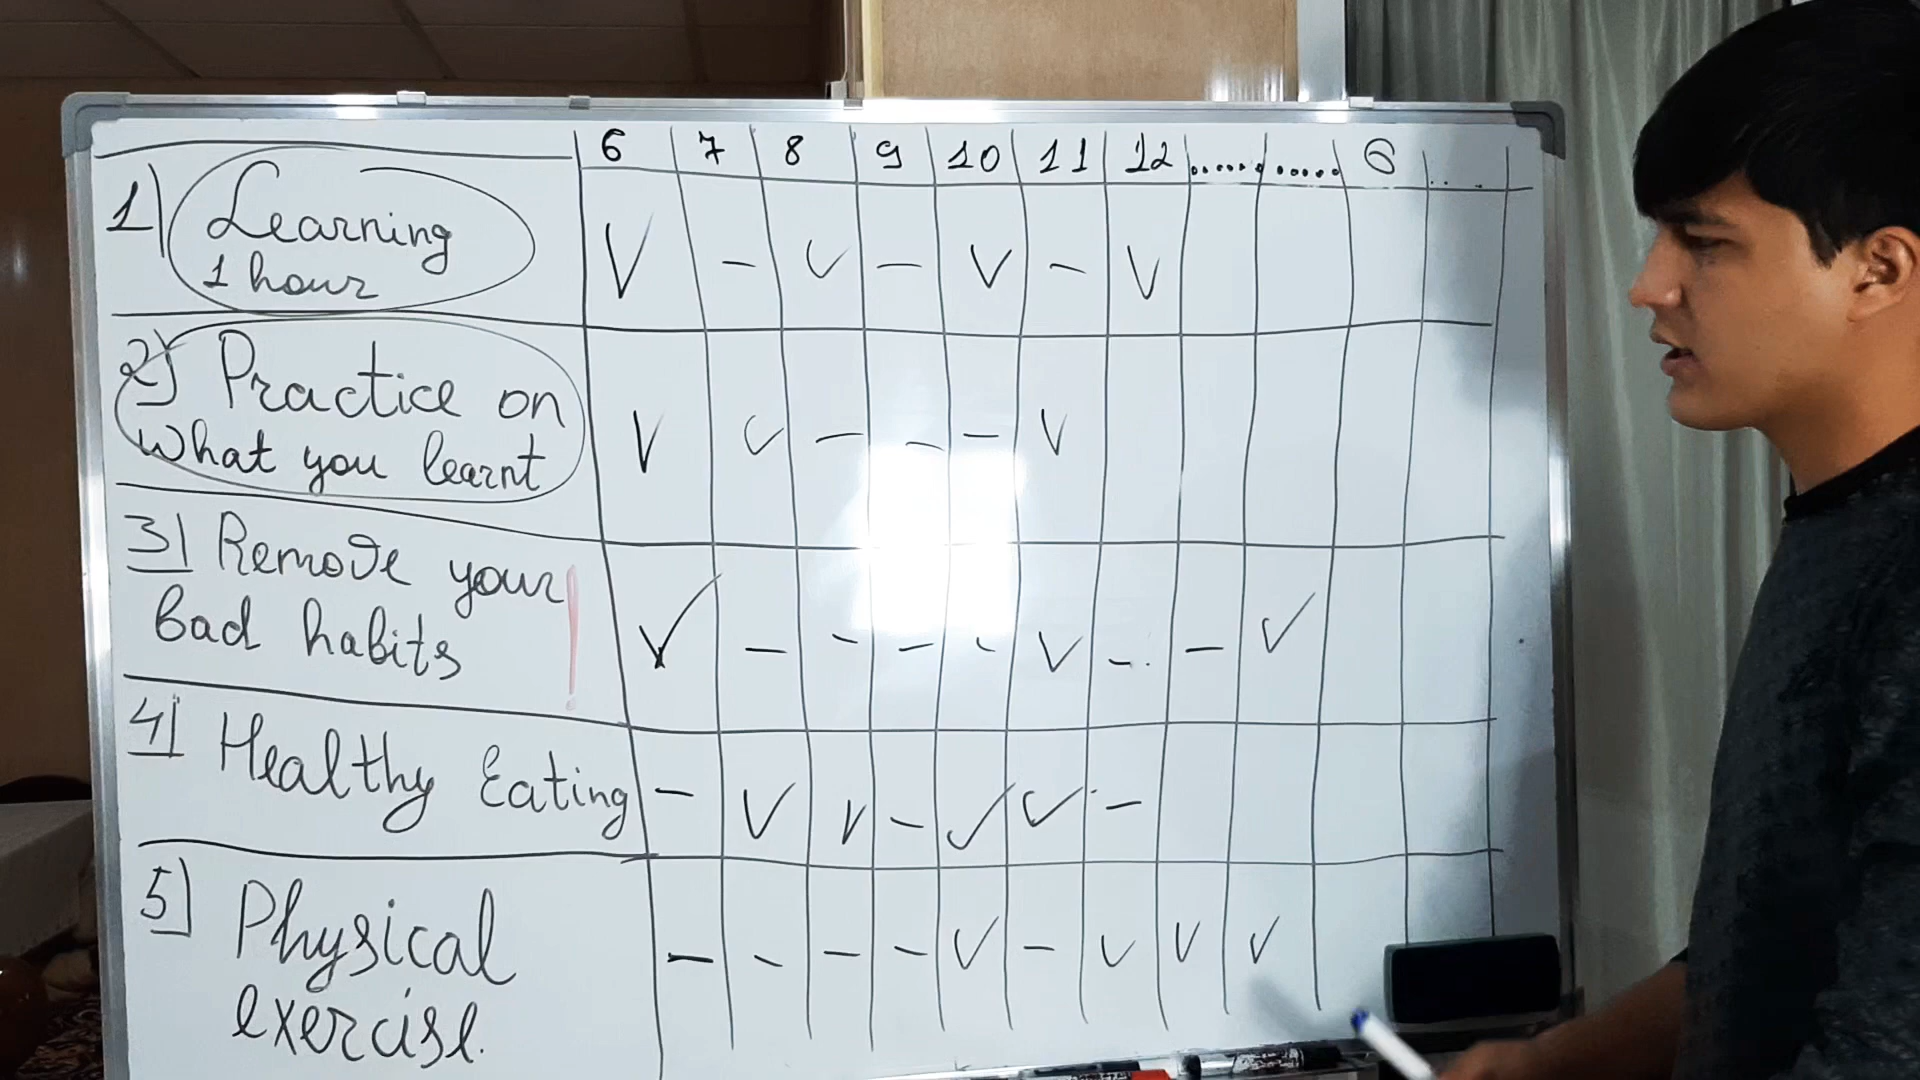 6 7 8 9 10 11 12 ...... ..... 6 ....
1) Learning
1 hour
V - V - V - V
2) Practice on
what you learnt
V V - - - V
3) Remove your
bad habits !
V - - - - V - - V
4) Healthy Eating
- V V - V V -
5) Physical
exercise.
- - - - V - V V V